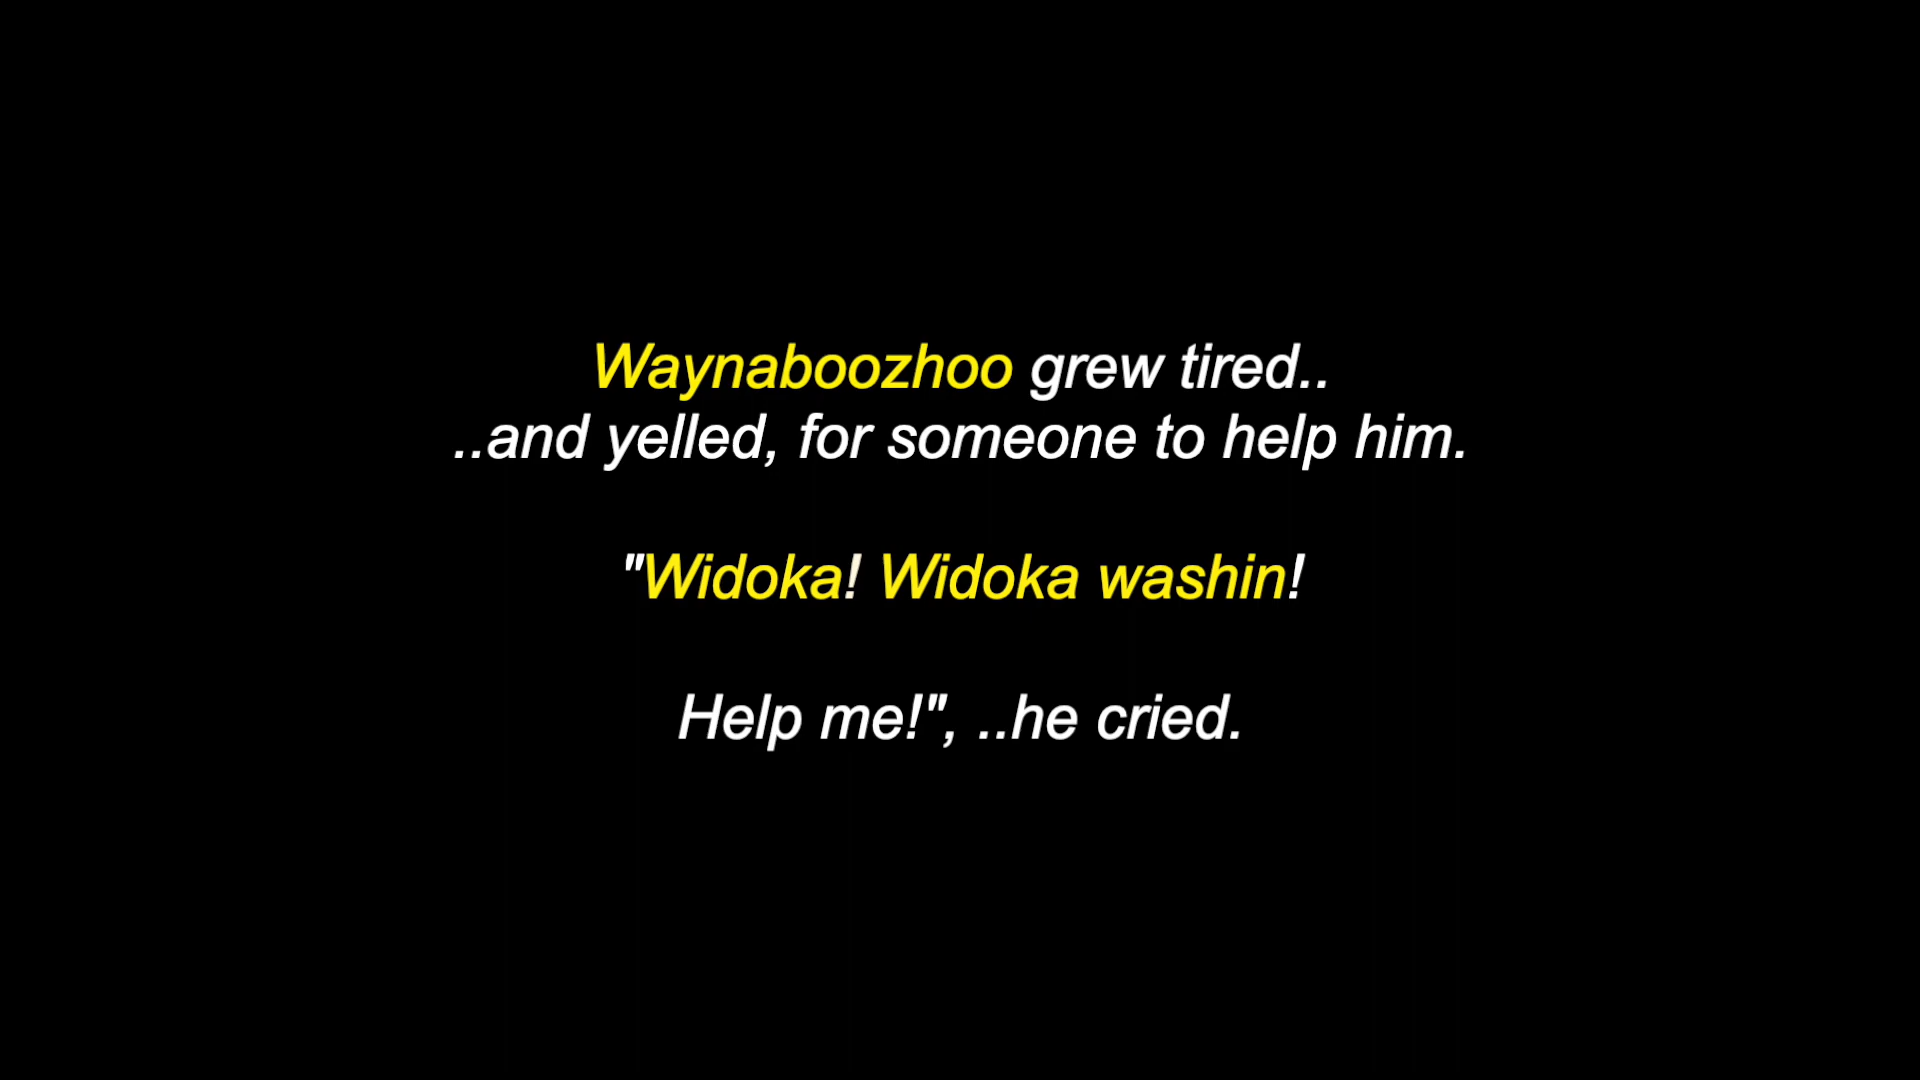 Waynaboozhoo grew tired..
..and yelled, for someone to help him.
"Widoka! Widoka washin!
Help me!", ..he cried.